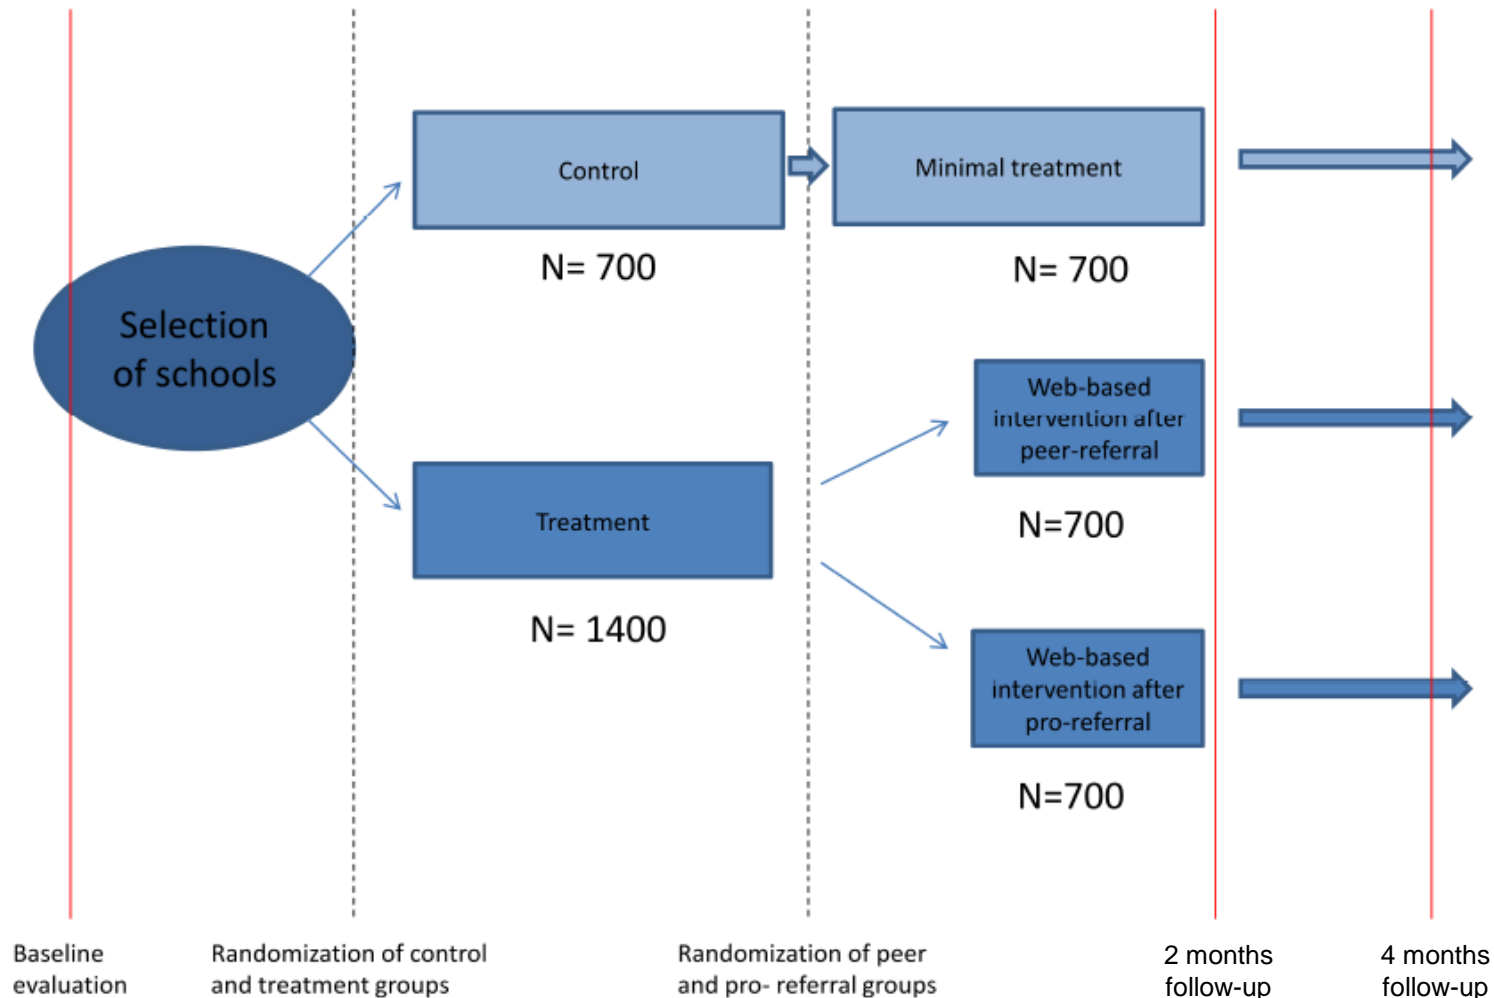 Control
N= 700
Minimal treatment
N= 700
Selection
of schools
Treatment
N= 1400
Web-based
intervention after
peer-referral
N=700
Web-based
intervention after
pro-referral
N=700
Baseline
evaluation
Randomization of control
and treatment groups
Randomization of peer
and pro- referral groups
2 months
follow-up
4 months
follow-up